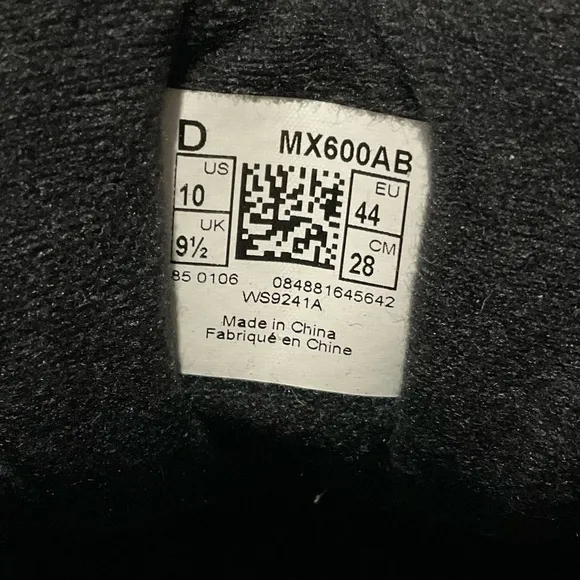 D MX600AB
US
10
UK
9½
EU
44
CM
28
85 0106 084881645642
WS9241A
Made in China
Fabriqué en Chine